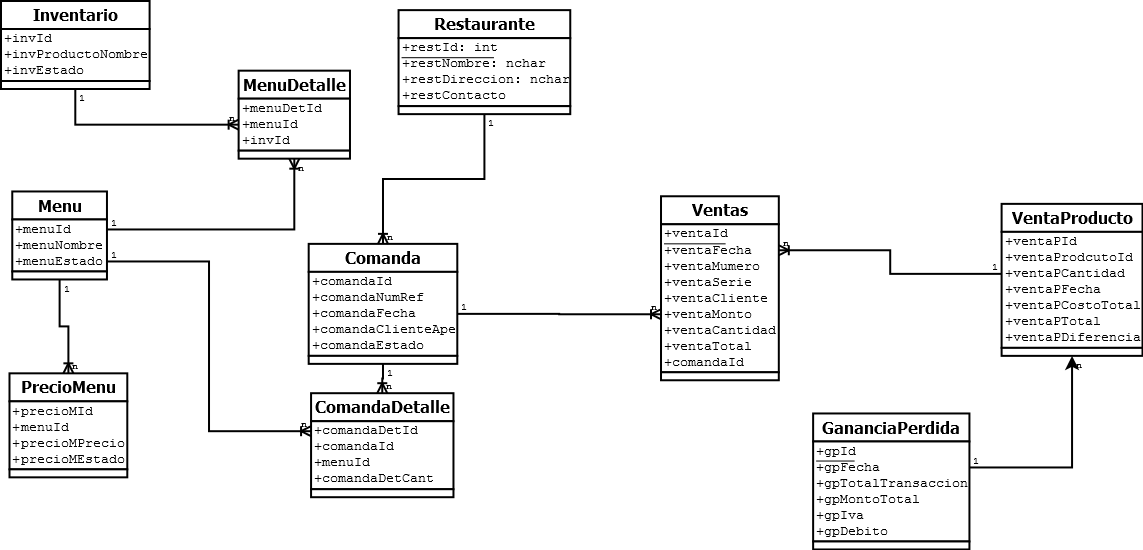 Inventario
+invId
+invProductoNombre
+invEstado
1
Restaurante
+restId: int
+restNombre: nchar
+restDireccion: nchar
+restContacto
1
MenuDetalle
+menuDetId
+menuId
+invId
n
n
Menu
+menuId
+menuNombre
+menuEstado
1
1
1
PrecioMenu
+precioMId
+menuId
+precioMPrecio
+precioMEstado
n
Comanda
+comandaId
+comandaNumRef
+comandaFecha
+comandaClienteApe
+comandaEstado
n
1
1
ComandaDetalle
+comandaDetId
+comandaId
+menuId
+comandaDetCant
n
n
Ventas
+ventaId
+ventaFecha
+ventaMumero
+ventaSerie
+ventaCliente
+ventaMonto
+ventaCantidad
+ventaTotal
+comandaId
n
n
VentaProducto
+ventaPId
+ventaProdcutoId
+ventaPCantidad
+ventaPFecha
+ventaPCostoTotal
+ventaPTotal
+ventaPDiferencia
1
n
GananciaPerdida
+gpId
+gpFecha
+gpTotalTransaccion
+gpMontoTotal
+gpIva
+gpDebito
1